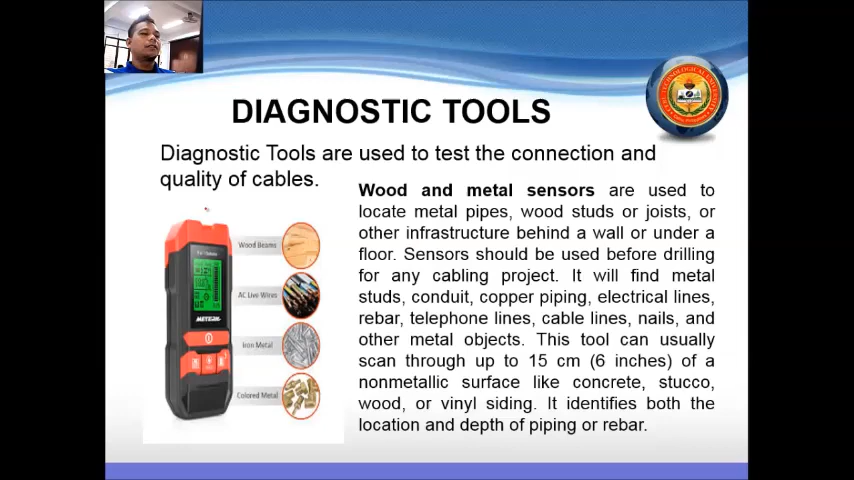 DIAGNOSTIC TOOLS
Diagnostic Tools are used to test the connection and
quality of cables.
Wood and metal sensors are used to
locate metal pipes, wood studs or joists, or
other infrastructure behind a wall or under a
floor. Sensors should be used before drilling
for any cabling project. It will find metal
studs, conduit, copper piping, electrical lines,
rebar, telephone lines, cable lines, nails, and
other metal objects. This tool can usually
scan through up to 15 cm (6 inches) of a
nonmetallic surface like concrete, stucco,
wood, or vinyl siding. It identifies both the
location and depth of piping or rebar.
Wood Beams
AC Live Wires
Iron Metal
Colored Metal
TECHNOLOGICAL UNIVERSITY